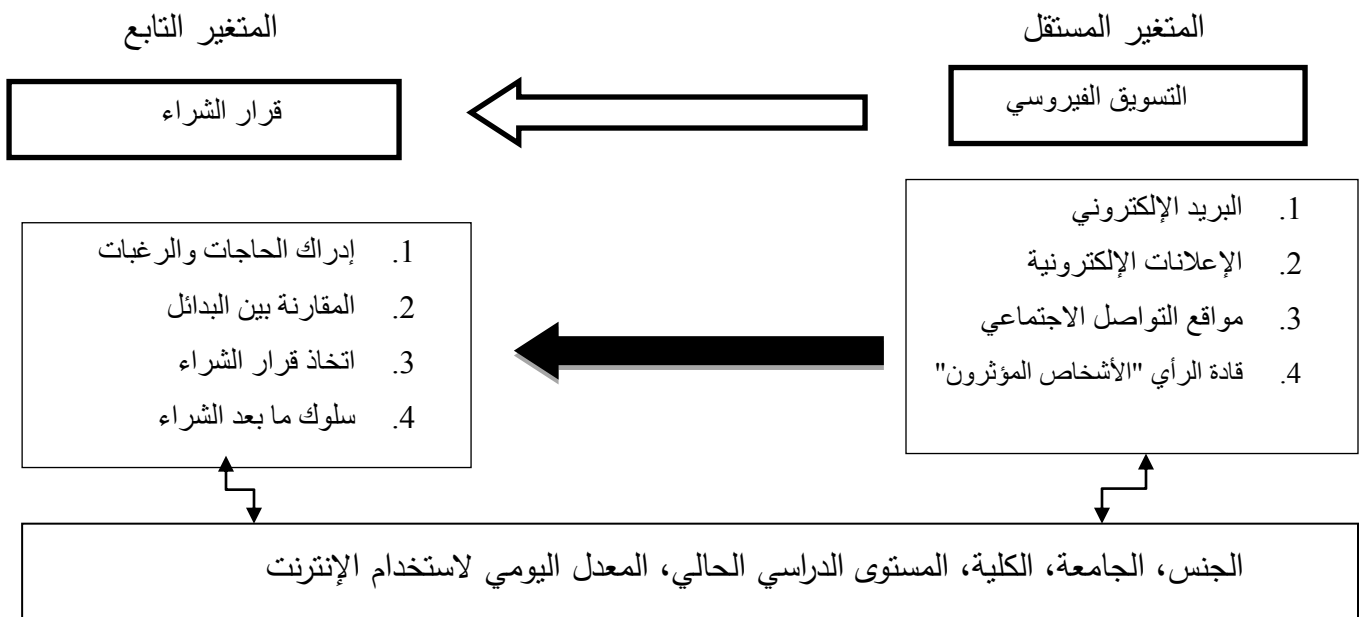 المتغير المستقل
المتغير التابع
التسويق الفيروسي
قرار الشراء
1. البريد الإلكتروني
2. الإعلانات الإلكترونية
3. مواقع التواصل الاجتماعي
4. قادة الرأي "الأشخاص المؤثرون"
1. إدراك الحاجات والرغبات
2. المقارنة بين البدائل
3. اتخاذ قرار الشراء
4. سلوك ما بعد الشراء
الجنس، الجامعة، الكلية، المستوى الدراسي الحالي، المعدل اليومي لاستخدام الإنترنت